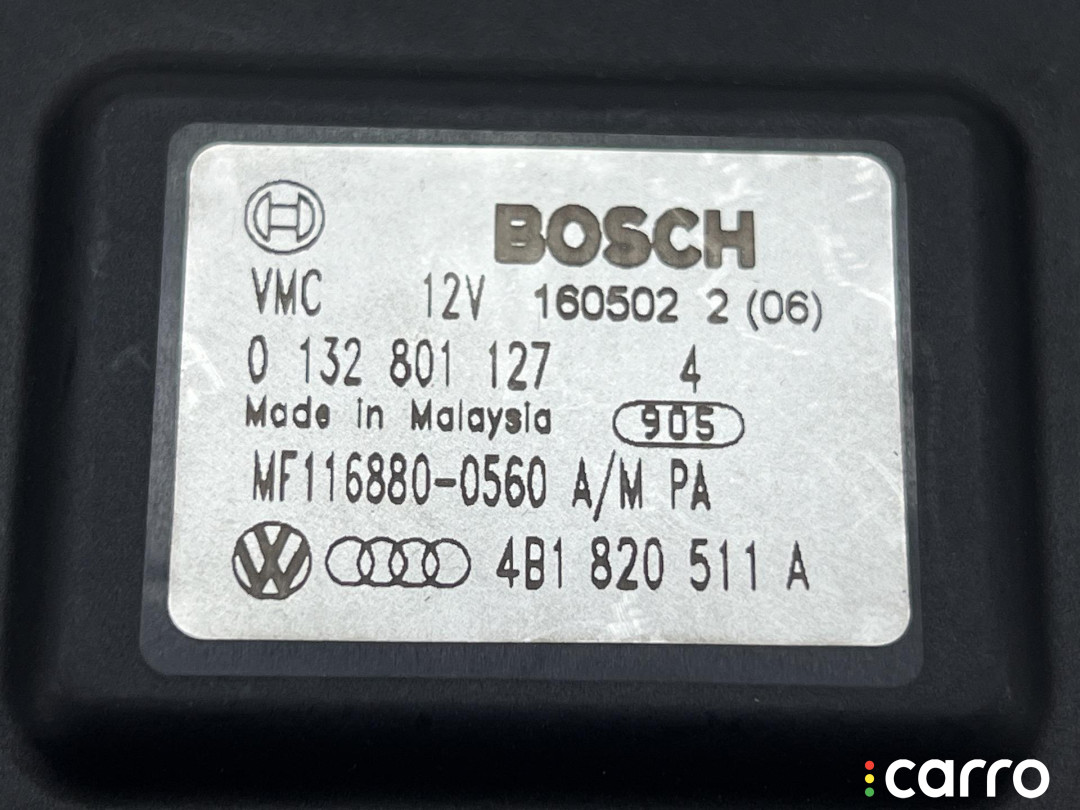 BOSCH
VMC 12V 160502 2 (06)
0 132 801 127 4
Made in Malaysia 905
MF116880-0560 A/M PA
4B1 820 511 A
carro